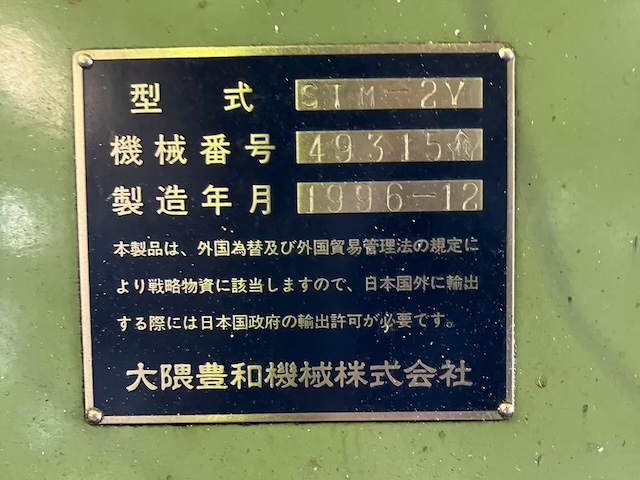 型式 STM-2V
機械番号 49315
製造年月 1996-12
本製品は、外国為替及び外国貿易管理法の規定に
より戦略物資に該当しますので、日本国外に輸出
する際には日本国政府の輸出許可が必要です。
大隈豊和機械株式会社